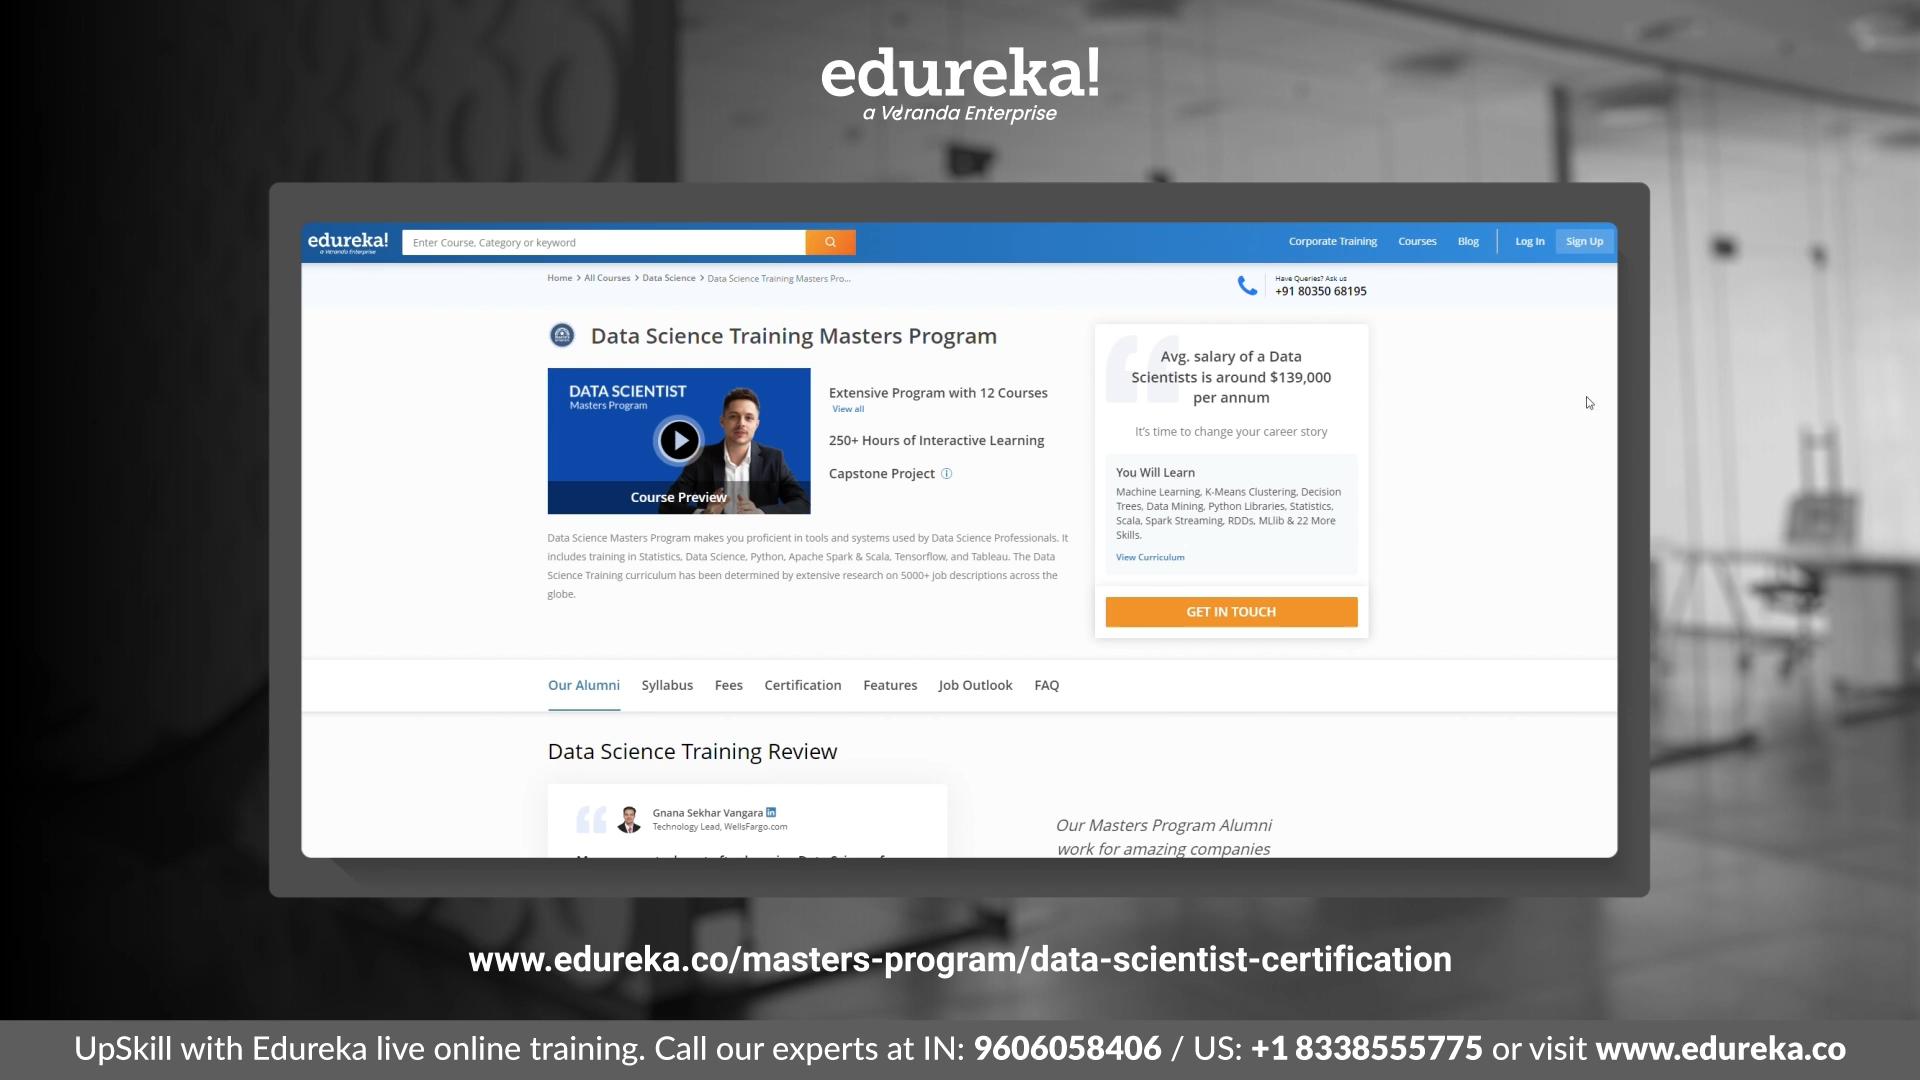 edureka!
a Veranda Enterprise
edureka!
a Veranda Enterprise
Enter Course, Category or keyword
Corporate Training
Courses
Blog
Log In
Sign Up
Home > All Courses > Data Science > Data Science Training Masters Pro...
Have Queries? Ask us
+91 80350 68195
Data Science Training Masters Program
DATA SCIENTIST
Masters Program
Course Preview
Extensive Program with 12 Courses
View all
250+ Hours of Interactive Learning
Capstone Project
Data Science Masters Program makes you proficient in tools and systems used by Data Science Professionals. It
includes training in Statistics, Data Science, Python, Apache Spark & Scala, Tensorflow, and Tableau. The Data
Science Training curriculum has been determined by extensive research on 5000+ job descriptions across the
globe.
Avg. salary of a Data
Scientists is around $139,000
per annum
It's time to change your career story
You Will Learn
Machine Learning, K-Means Clustering, Decision
Trees, Data Mining, Python Libraries, Statistics,
Scala, Spark Streaming, RDDs, MLlib & 22 More
Skills.
View Curriculum
GET IN TOUCH
Our Alumni
Syllabus
Fees
Certification
Features
Job Outlook
FAQ
Data Science Training Review
Gnana Sekhar Vangara in
Technology Lead, WellsFargo.com
Our Masters Program Alumni
work for amazing companies
www.edureka.co/masters-program/data-scientist-certification
UpSkill with Edureka live online training. Call our experts at IN: 9606058406 / US: +1 8338555775 or visit www.edureka.co